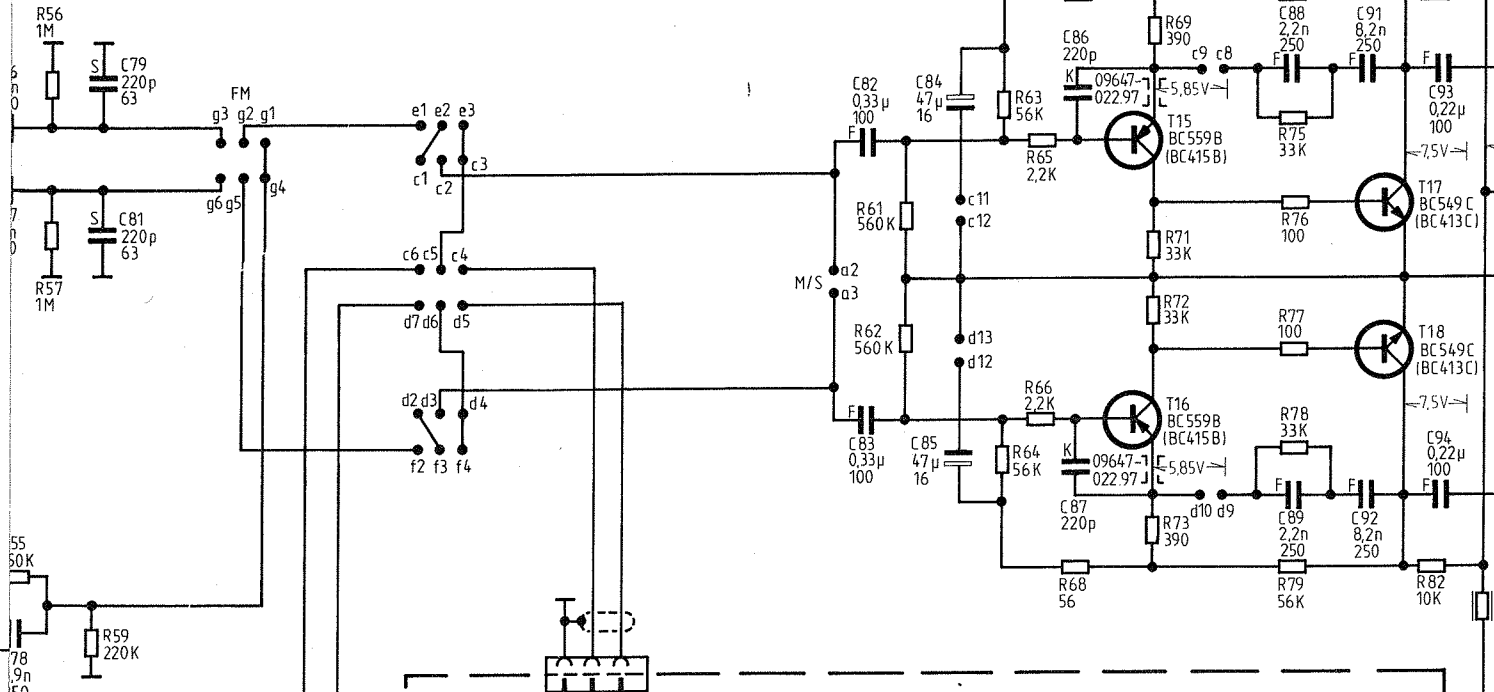 R56
1M
S
C79
220p
63
FM
g3 g2 g1
e1 e2 e3
c3
c1
c2
g4
g6 g5
S
C81
220p
63
R57
1M
c6 c5 c4
d7 d6 d5
d2 d3
d4
f2 f3 f4
55
R59
220K
78
C82
0,33µ
100
F
C84
47µ
16
R63
56K
C86
220p
K
09647-
022.97
R69
390
c9 c8
5,85V
C88
2,2n
250
F
C91
8,2n
250
F
F
C93
0,22µ
100
R75
33K
T15
BC559B
(BC415B)
R65
2,2K
7,5V
T17
BC549C
(BC413C)
R61
560K
c11
c12
R76
100
R71
33K
M/S
a2
a3
R72
33K
R62
560K
d13
d12
R77
100
T18
BC549C
(BC413C)
7,5V
R66
2,2K
T16
BC559B
(BC415B)
F
C83
0,33µ
100
C85
47µ
16
R64
56K
K
09647-
022.97
5,85V
R78
33K
C94
0,22µ
100
F
F
F
C87
220p
R73
390
d10 d9
C89
2,2n
250
C92
8,2n
250
R68
56
R79
56K
R82
10K